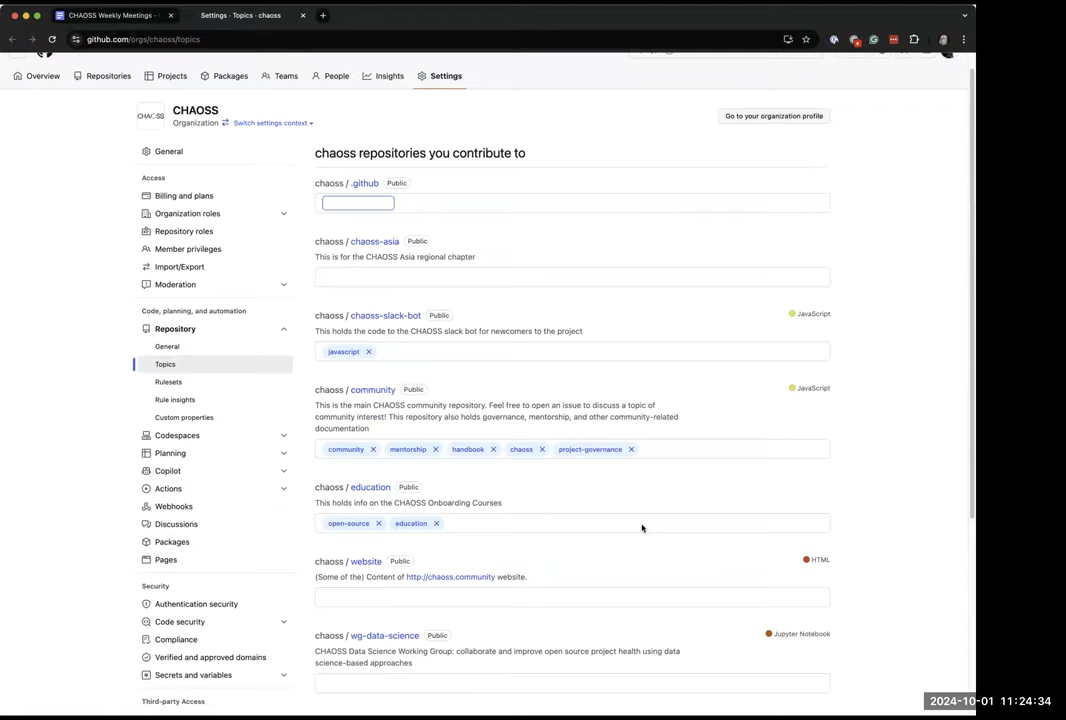 CHAOSS Weekly Meetings -
Settings · Topics · chaoss
github.com/orgs/chaoss/topics
Overview
Repositories
Projects
Packages
Teams
People
Insights
Settings
CHAOSS
CHAOSS
Organization
Switch settings context
Go to your organization profile
General
Access
Billing and plans
Organization roles
Repository roles
Member privileges
Import/Export
Moderation
Code, planning, and automation
Repository
General
Topics
Rulesets
Rule insights
Custom properties
Codespaces
Planning
Copilot
Actions
Webhooks
Discussions
Packages
Pages
Security
Authentication security
Code security
Compliance
Verified and approved domains
Secrets and variables
Third-party Access
chaoss repositories you contribute to
chaoss / .github Public
chaoss / chaoss-asia Public
This is for the CHAOSS Asia regional chapter
chaoss / chaoss-slack-bot Public
JavaScript
This holds the code to the CHAOSS slack bot for newcomers to the project
javascript
chaoss / community Public
JavaScript
This is the main CHAOSS community repository. Feel free to open an issue to discuss a topic of
community interest! This repository also holds governance, mentorship, and other community-related
documentation
community mentorship handbook chaoss project-governance
chaoss / education Public
This holds info on the CHAOSS Onboarding Courses
open-source education
chaoss / website Public
HTML
(Some of the) Content of http://chaoss.community website.
chaoss / wg-data-science Public
Jupyter Notebook
CHAOSS Data Science Working Group: collaborate and improve open source project health using data
science-based approaches
2024-10-01 11:24:34